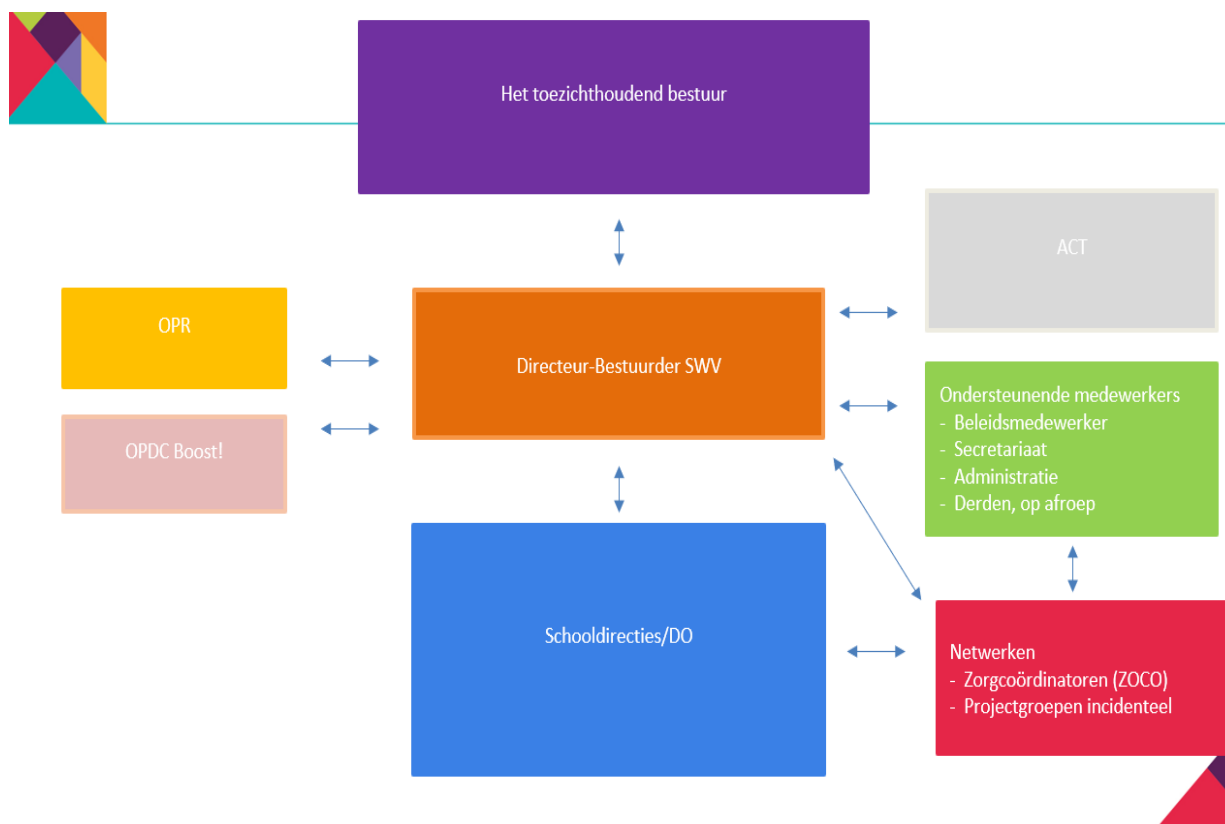 Het toezichthoudend bestuur
ACT
OPR
Directeur-Bestuurder SWV
OPDC Boost!
Ondersteunende medewerkers
- Beleidsmedewerker
- Secretariaat
- Administratie
- Derden, op afroep
Schooldirecties/DO
Netwerken
- Zorgcoördinatoren (ZOCO)
- Projectgroepen incidenteel